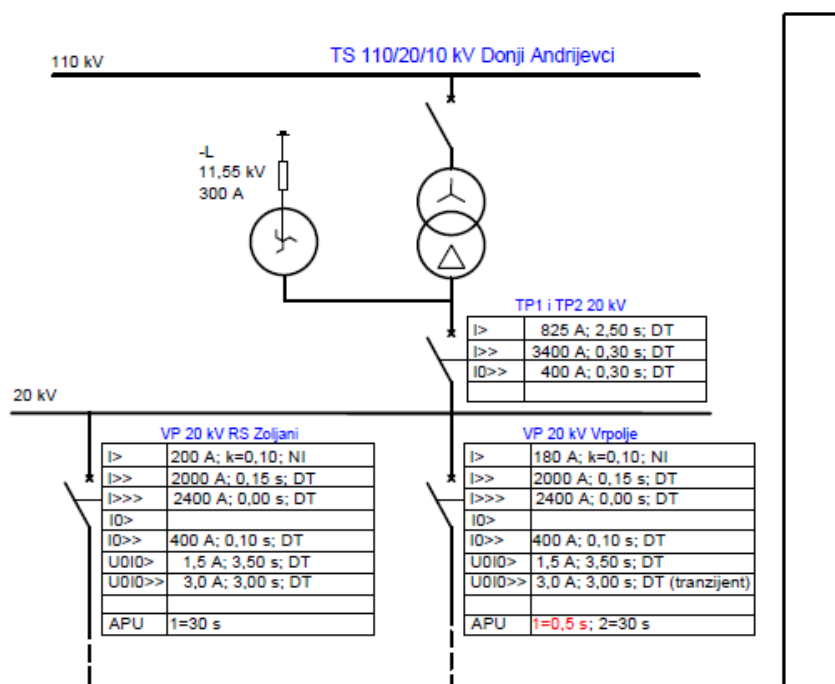 TS 110/20/10 kV Donji Andrijevci
110 kV
-L
11,55 kV
300 A
TP1 i TP2 20 kV
I> 825 A; 2,50 s; DT
I>> 3400 A; 0,30 s; DT
I0>> 400 A; 0,30 s; DT
20 kV
VP 20 kV RS Zoljani
I> 200 A; k=0,10; NI
I>> 2000 A; 0,15 s; DT
I>>> 2400 A; 0,00 s; DT
I0>
I0>> 400 A; 0,10 s; DT
U0I0> 1,5 A; 3,50 s; DT
U0I0>> 3,0 A; 3,00 s; DT
APU 1=30 s
VP 20 kV Vrpolje
I> 180 A; k=0,10; NI
I>> 2000 A; 0,15 s; DT
I>>> 2400 A; 0,00 s; DT
I0>
I0>> 400 A; 0,10 s; DT
U0I0> 1,5 A; 3,50 s; DT
U0I0>> 3,0 A; 3,00 s; DT (tranzijent)
APU 1=0,5 s; 2=30 s